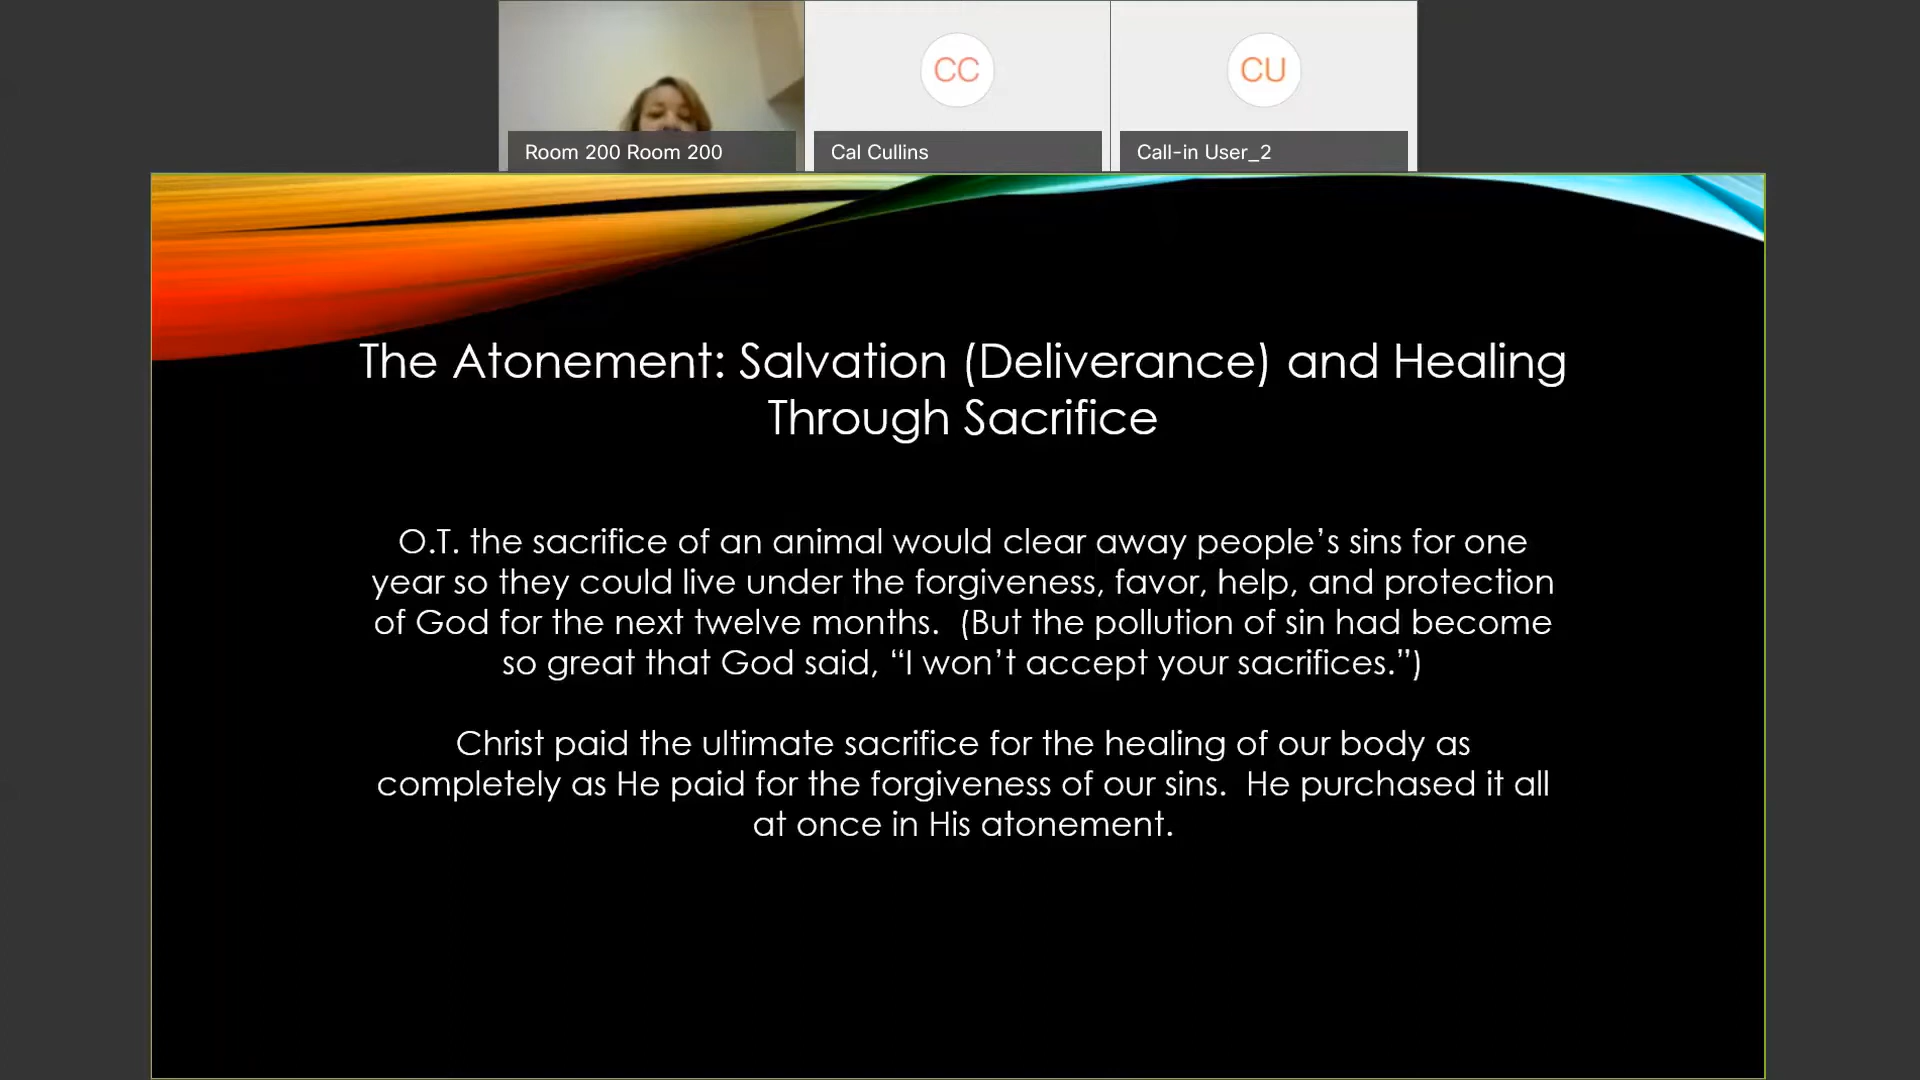 CC
CU
Room 200 Room 200
Cal Cullins
Call-in User_2
The Atonement: Salvation (Deliverance) and Healing
Through Sacrifice
O.T. the sacrifice of an animal would clear away people’s sins for one
year so they could live under the forgiveness, favor, help, and protection
of God for the next twelve months.  (But the pollution of sin had become
so great that God said, “I won’t accept your sacrifices.”)
Christ paid the ultimate sacrifice for the healing of our body as
completely as He paid for the forgiveness of our sins.  He purchased it all
at once in His atonement.